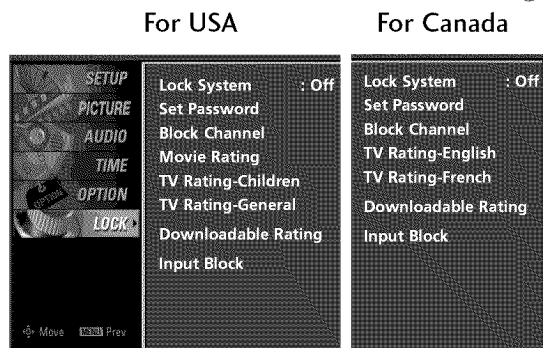 For USA
For Canada
SETUP
PICTURE
AUDIO
TIME
OPTION
LOCK
Move MENU Prev
Lock System : Off
Set Password
Block Channel
Movie Rating
TV Rating-Children
TV Rating-General
Downloadable Rating
Input Block
Lock System : Off
Set Password
Block Channel
TV Rating-English
TV Rating-French
Downloadable Rating
Input Block